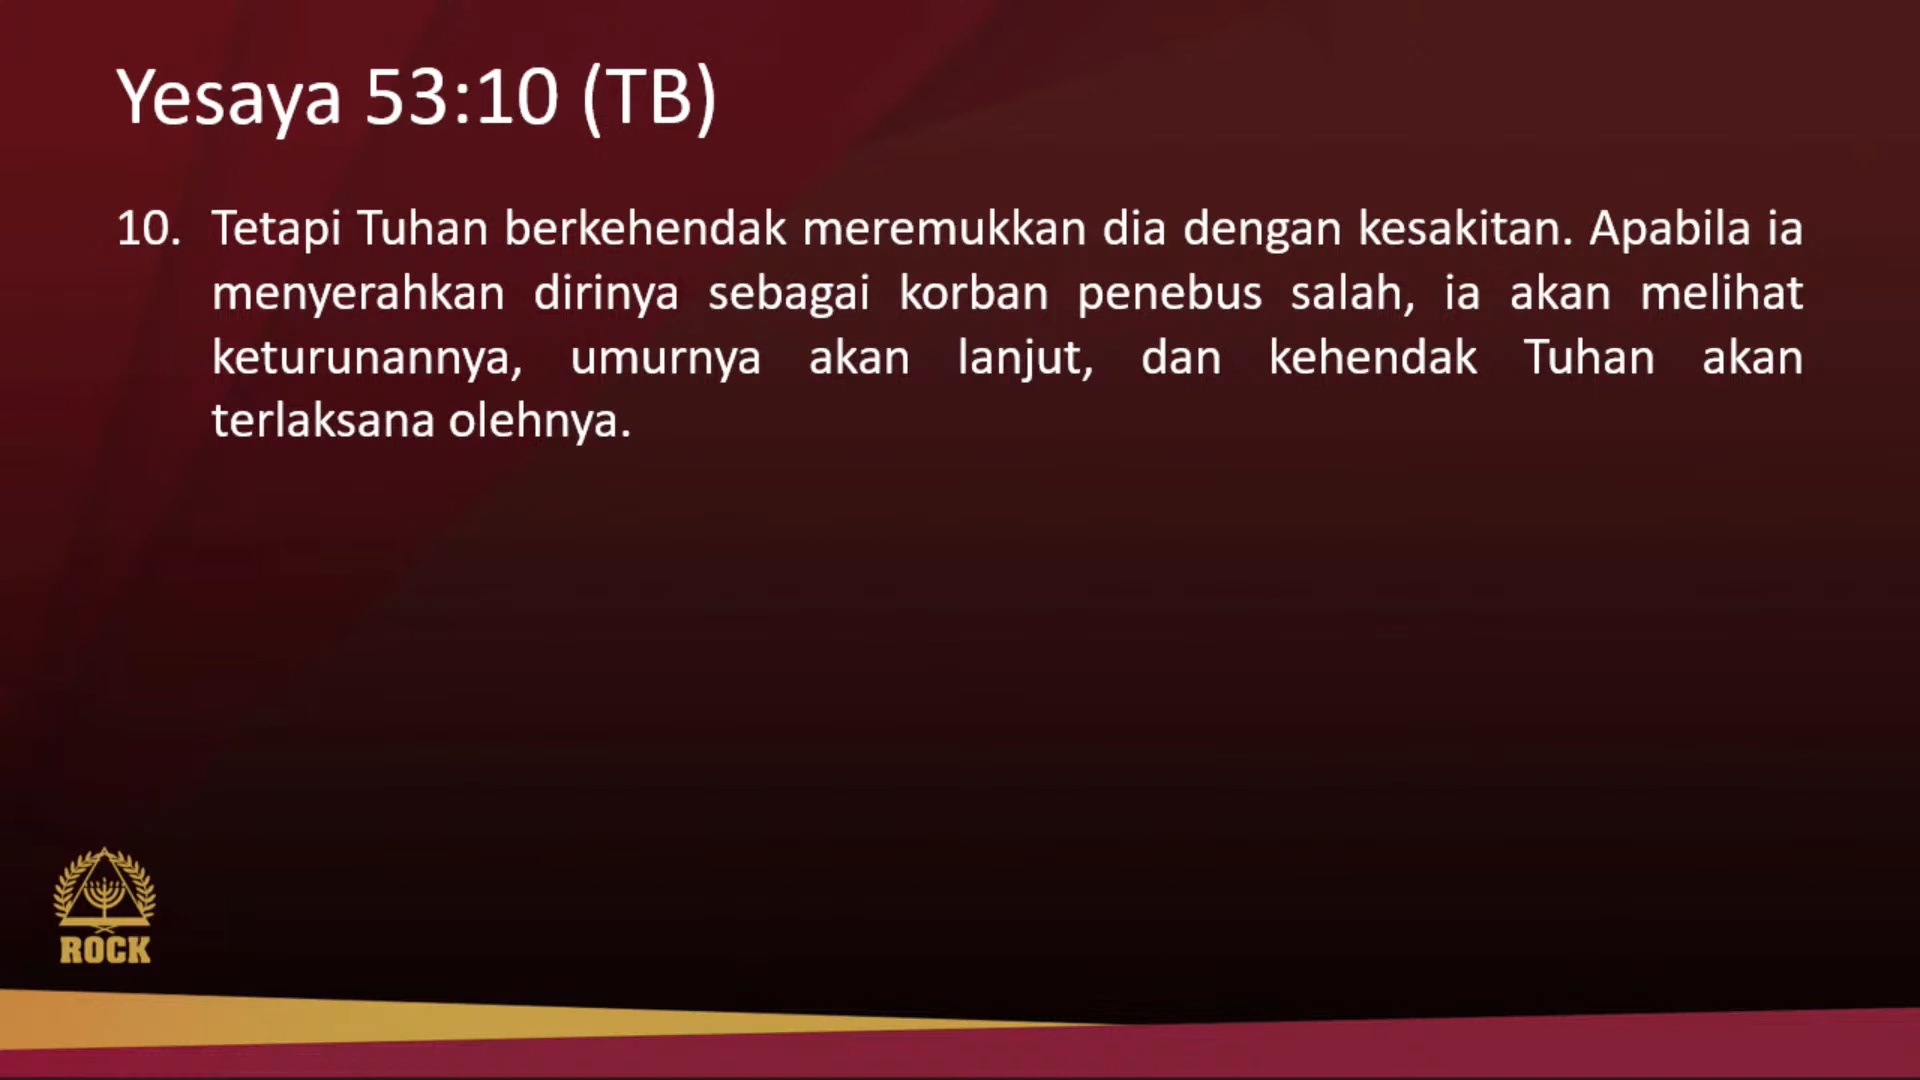 Yesaya 53:10 (TB)
10. Tetapi Tuhan berkehendak meremukkan dia dengan kesakitan. Apabila ia
menyerahkan dirinya sebagai korban penebus salah, ia akan melihat
keturunannya, umurnya akan lanjut, dan kehendak Tuhan akan
terlaksana olehnya.
ROCK